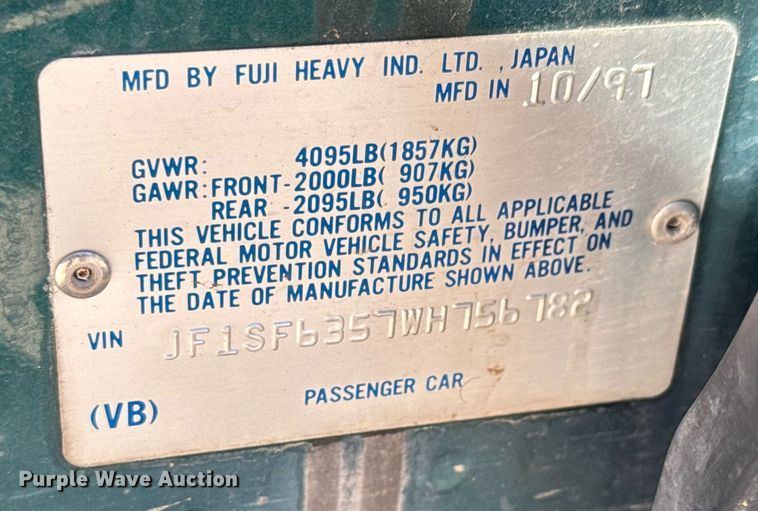 MFD BY FUJI HEAVY IND. LTD. , JAPAN
MFD IN 10/97
GVWR: 4095LB(1857KG)
GAWR: FRONT-2000LB( 907KG)
REAR -2095LB( 950KG)
THIS VEHICLE CONFORMS TO ALL APPLICABLE
FEDERAL MOTOR VEHICLE SAFETY, BUMPER, AND
THEFT PREVENTION STANDARDS IN EFFECT ON
THE DATE OF MANUFACTURE SHOWN ABOVE.
VIN JF1SF6357WH756782
PASSENGER CAR
(VB)
Purple Wave Auction